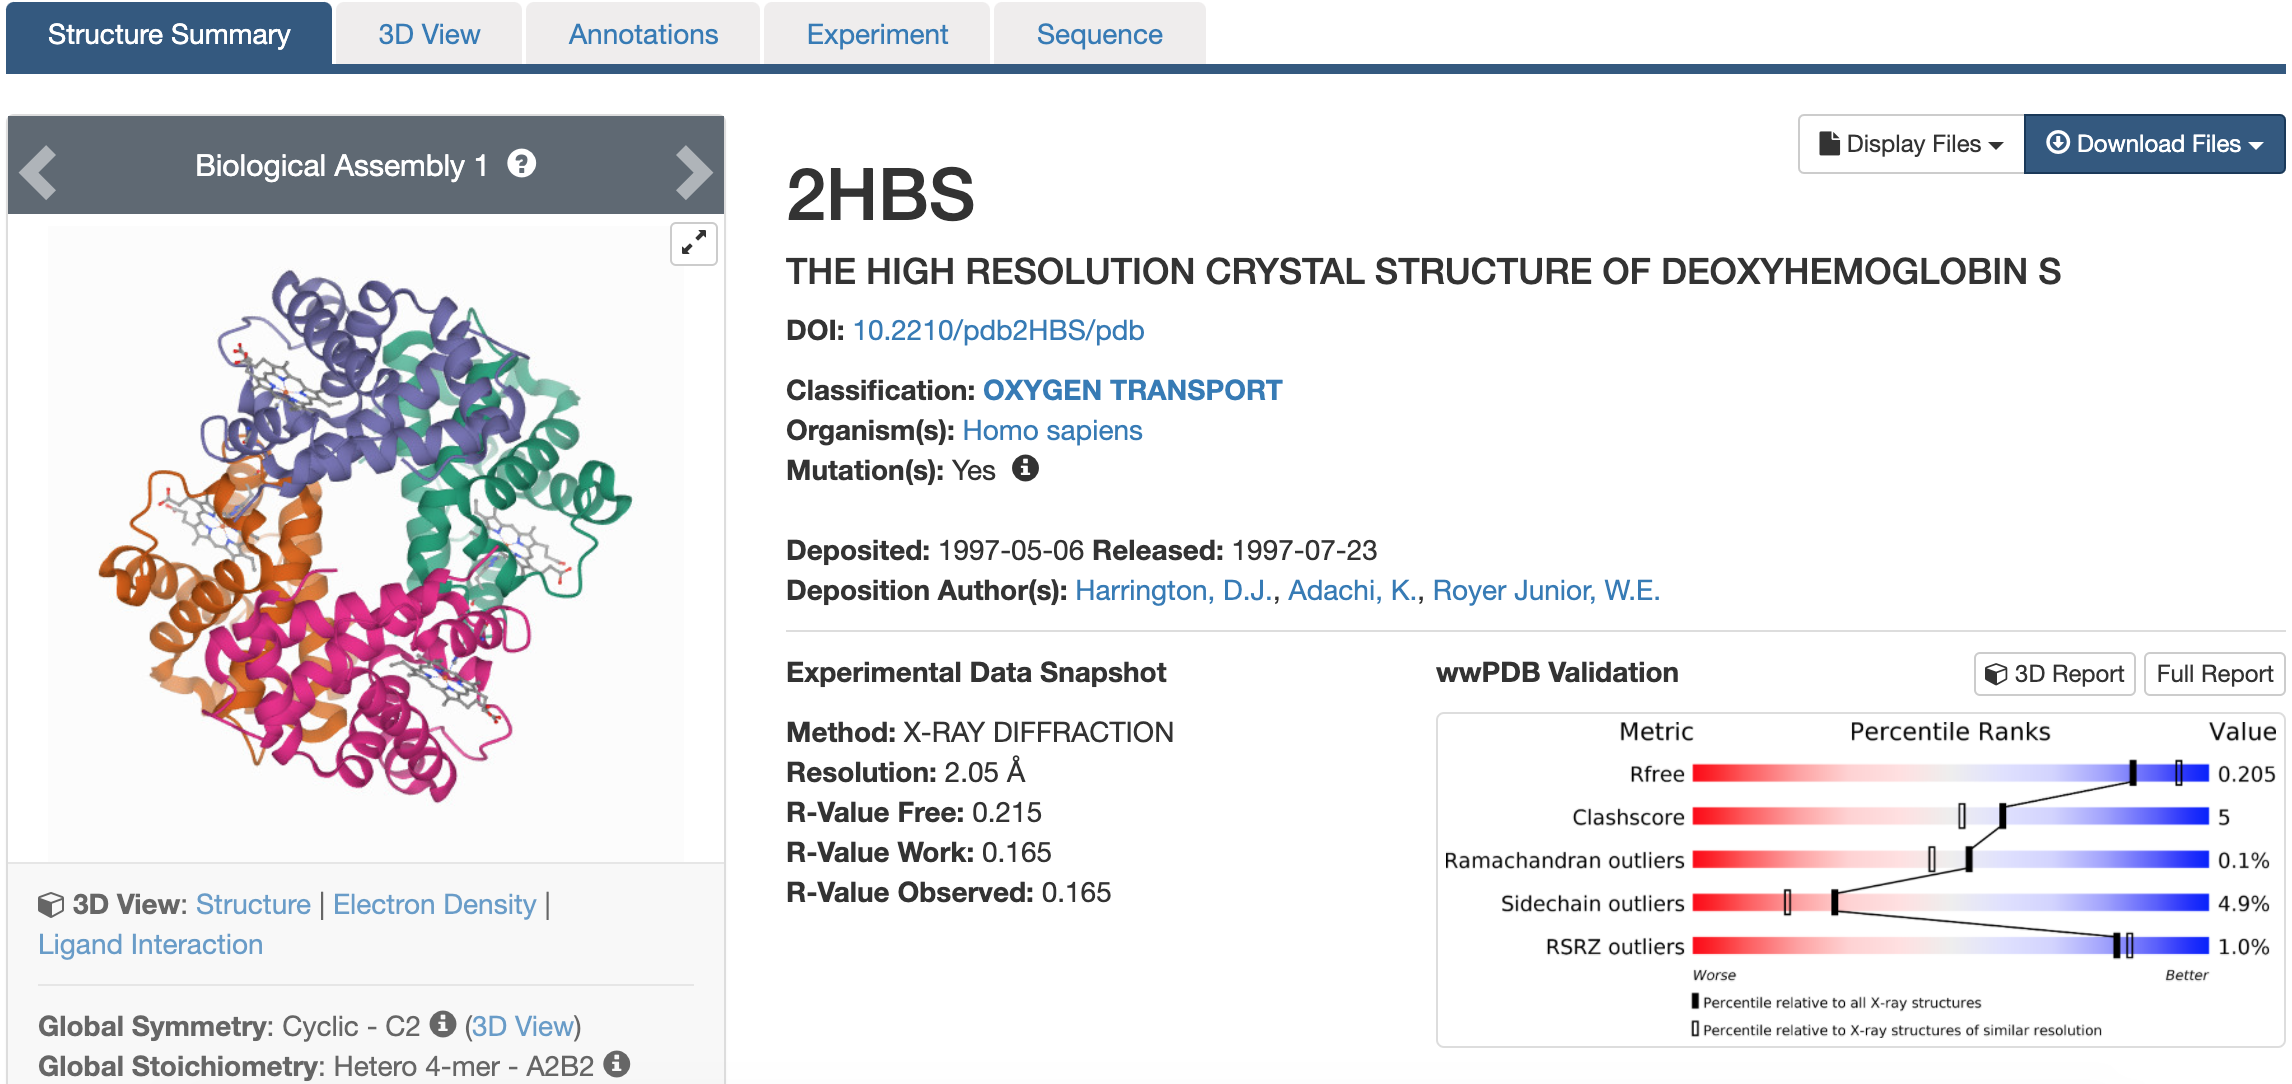 Structure Summary
3D View
Annotations
Experiment
Sequence
Biological Assembly 1
Display Files
Download Files
2HBS
THE HIGH RESOLUTION CRYSTAL STRUCTURE OF DEOXYHEMOGLOBIN S
DOI: 10.2210/pdb2HBS/pdb
Classification: OXYGEN TRANSPORT
Organism(s): Homo sapiens
Mutation(s): Yes
Deposited: 1997-05-06 Released: 1997-07-23
Deposition Author(s): Harrington, D.J., Adachi, K., Royer Junior, W.E.
Experimental Data Snapshot
Method: X-RAY DIFFRACTION
Resolution: 2.05 Å
R-Value Free: 0.215
R-Value Work: 0.165
R-Value Observed: 0.165
wwPDB Validation
3D Report
Full Report
Metric Percentile Ranks Value
Rfree 0.205
Clashscore 5
Ramachandran outliers 0.1%
Sidechain outliers 4.9%
RSRZ outliers 1.0%
Worse Better
Percentile relative to all X-ray structures
Percentile relative to X-ray structures of similar resolution
3D View: Structure | Electron Density |
Ligand Interaction
Global Symmetry: Cyclic - C2 (3D View)
Global Stoichiometry: Hetero 4-mer - A2B2